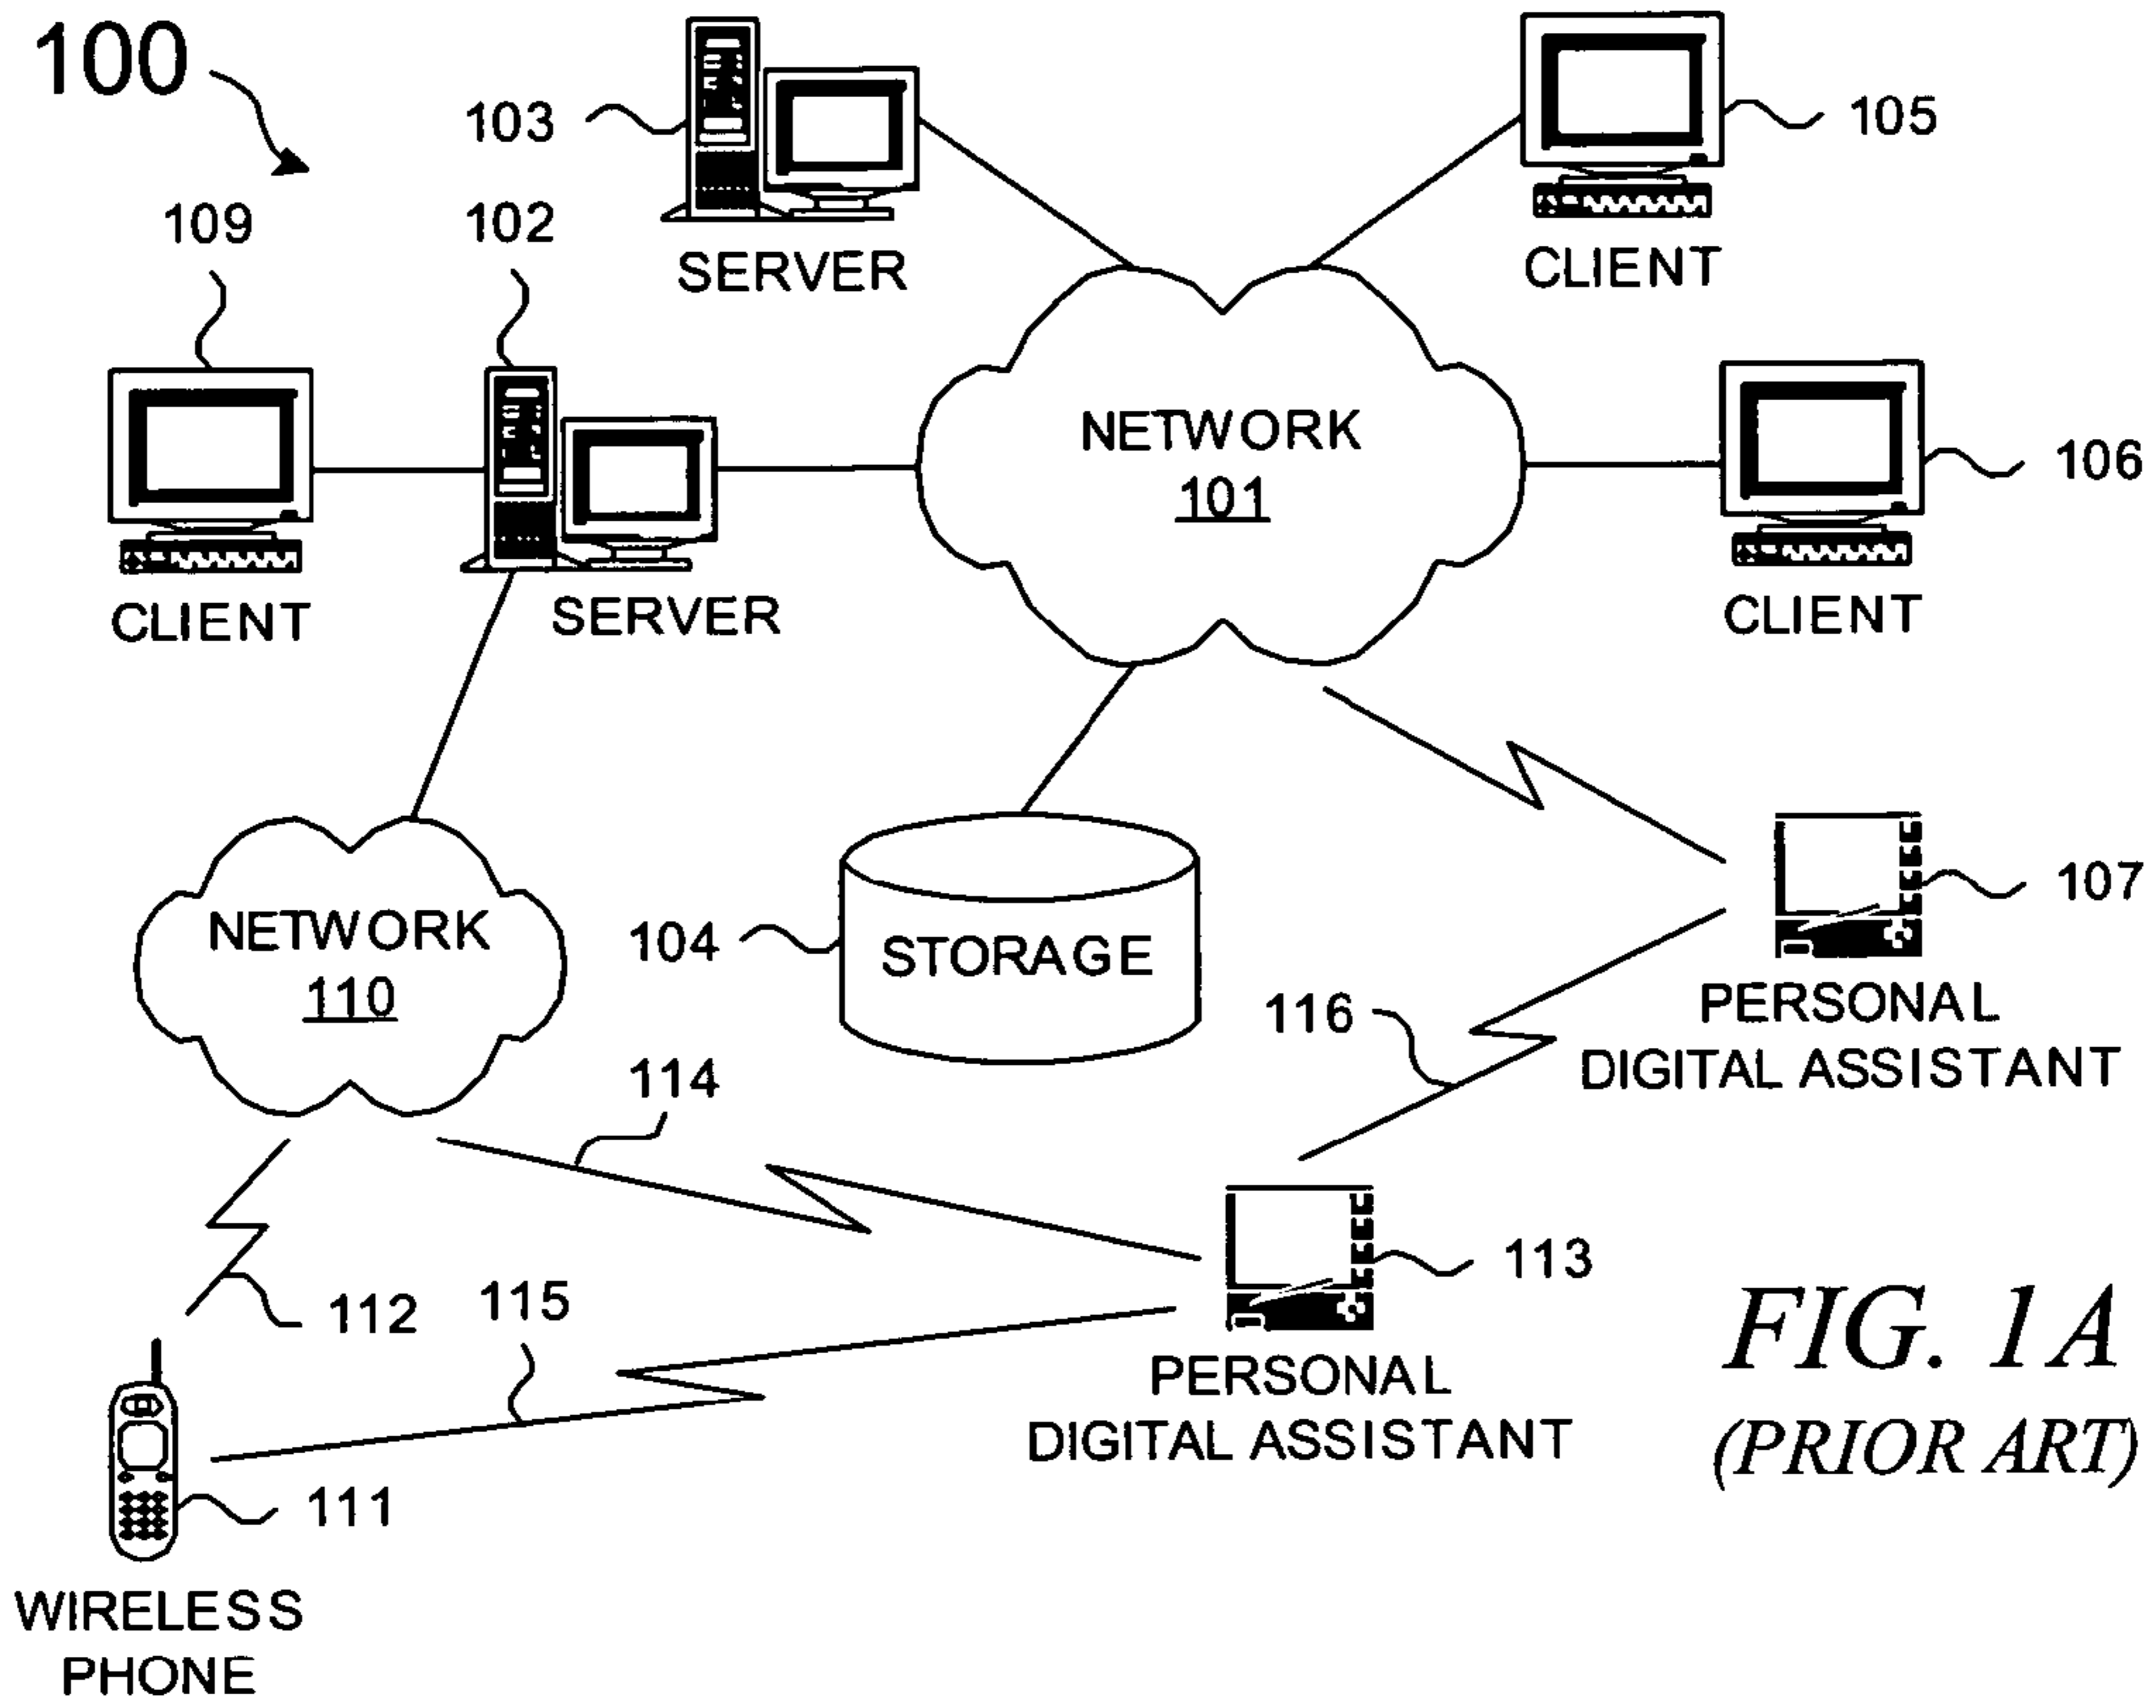 100
103
105
109
102
SERVER
CLIENT
NETWORK
101
106
CLIENT
SERVER
CLIENT
NETWORK
110
104
STORAGE
107
116
PERSONAL
DIGITAL ASSISTANT
114
113
112
115
PERSONAL
DIGITAL ASSISTANT
111
WIRELESS
PHONE
FIG. 1A
(PRIOR ART)